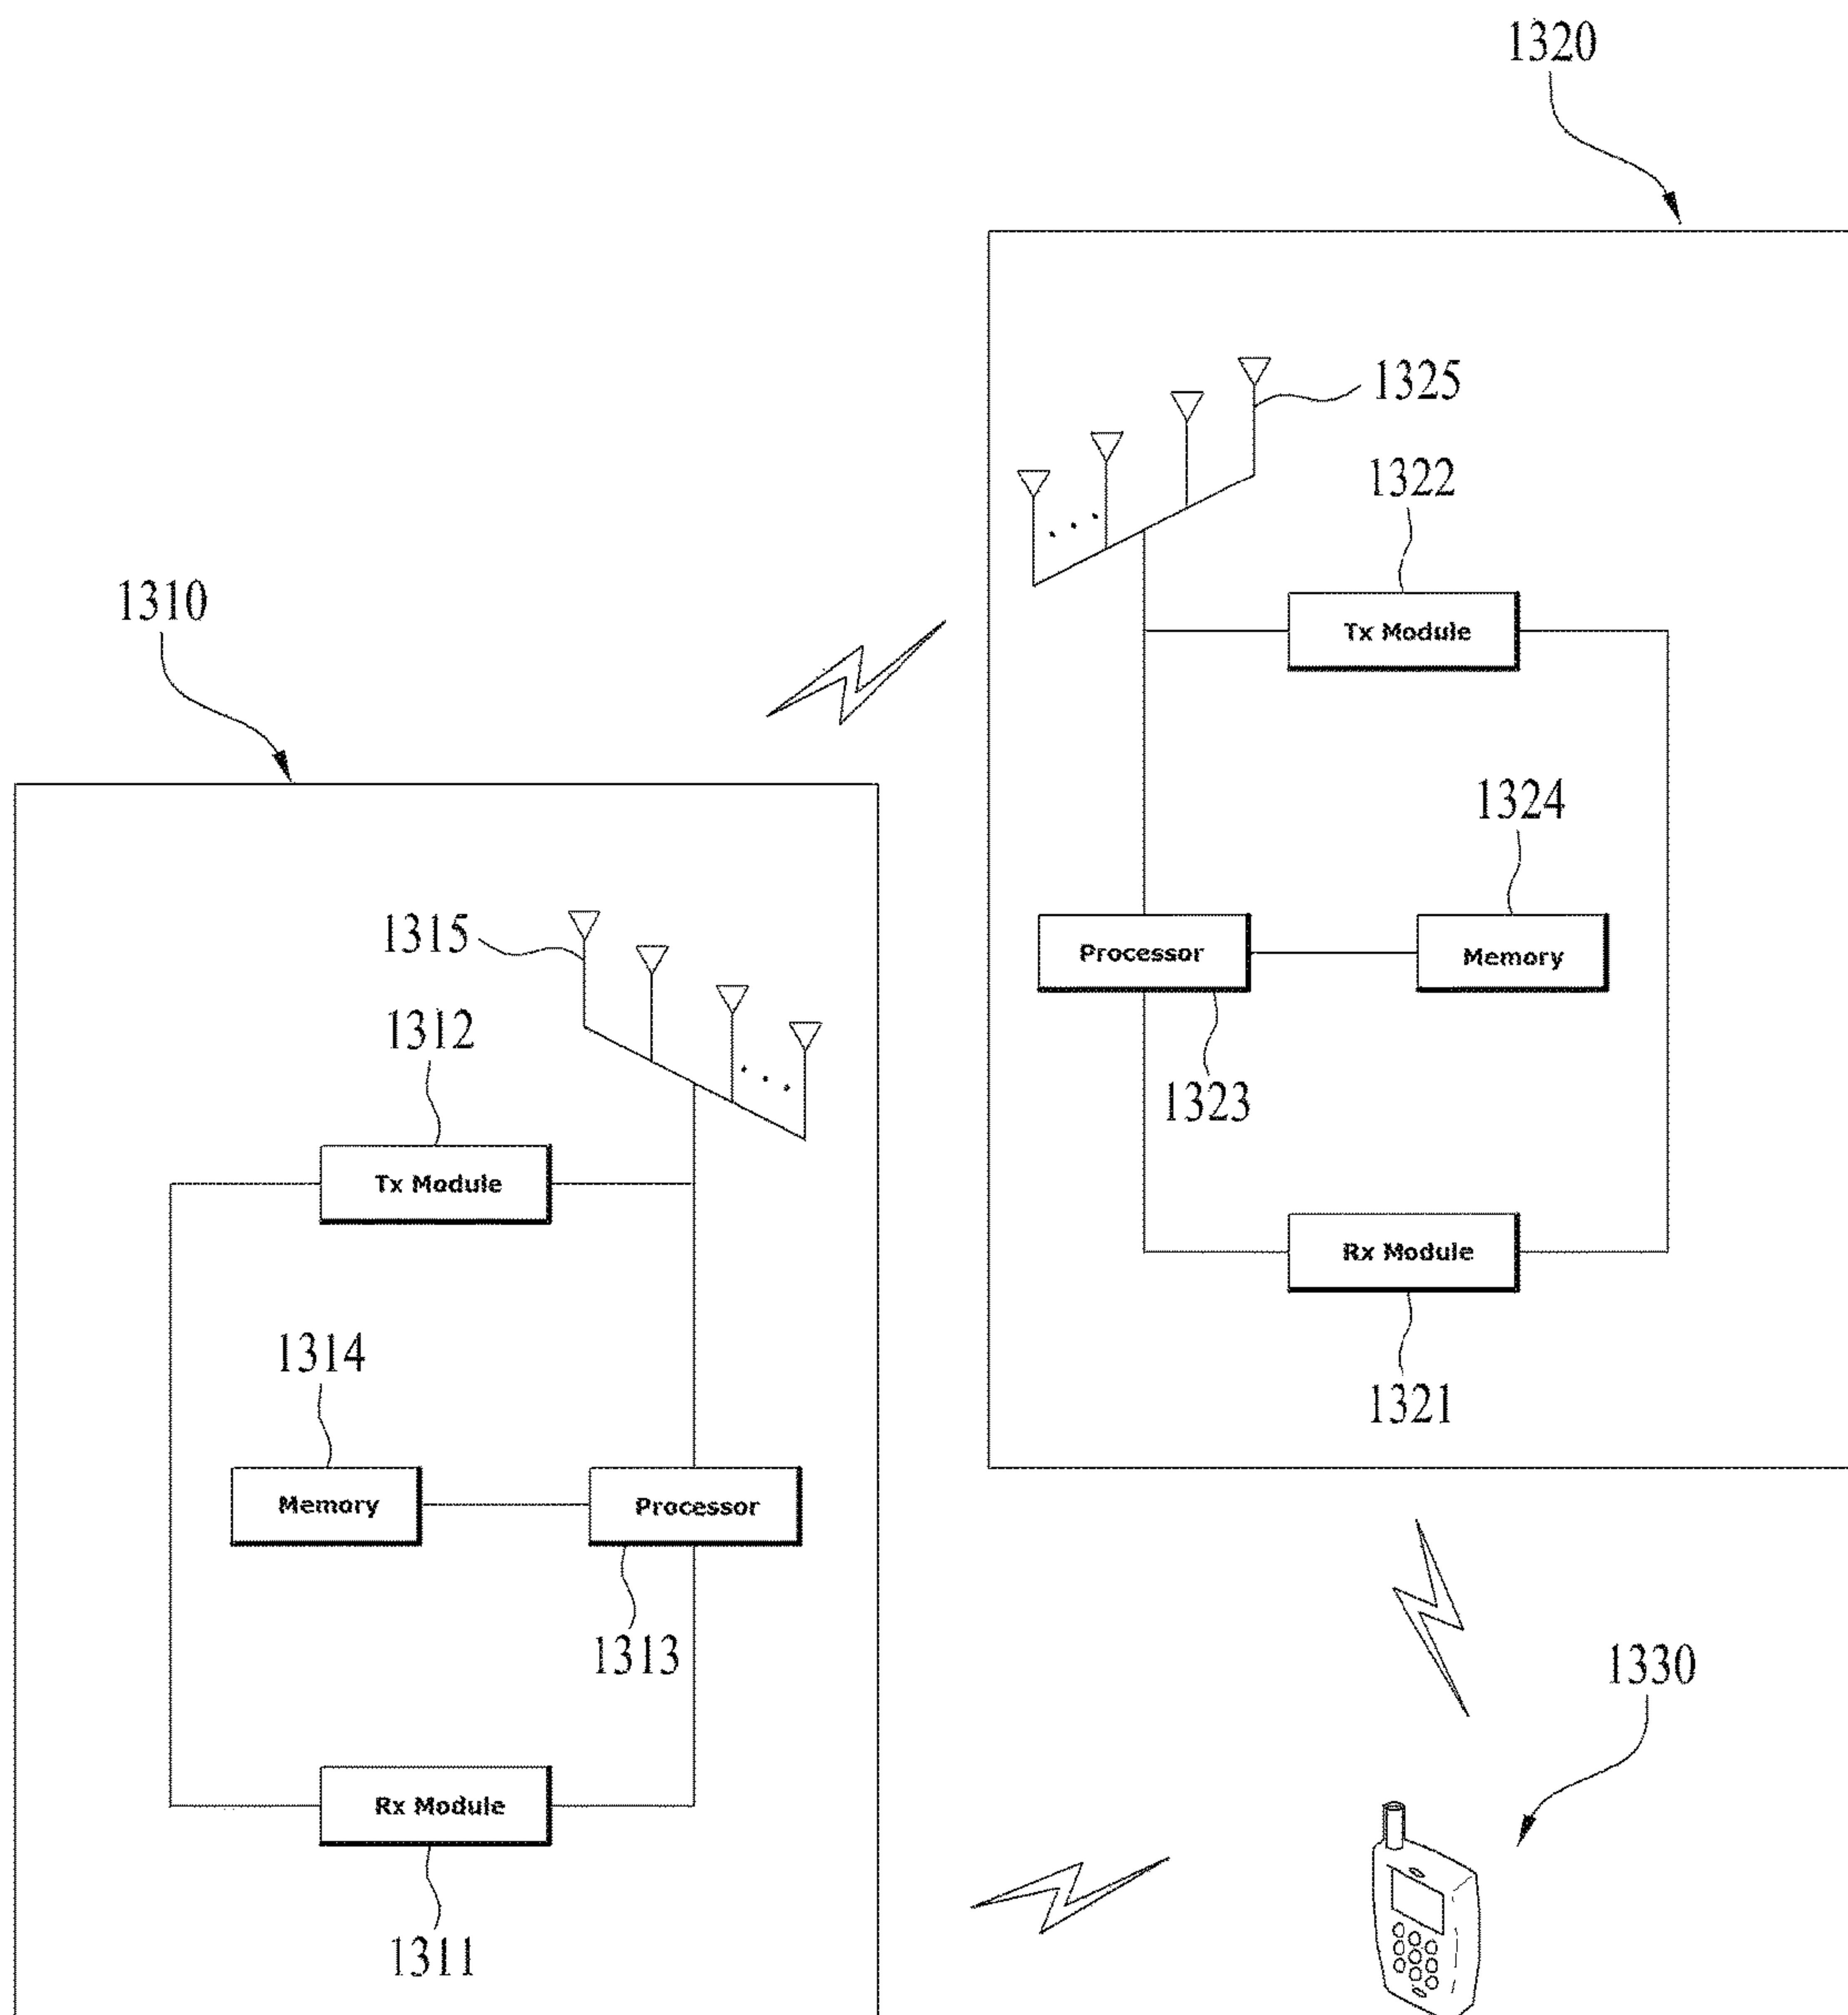 1320
1325
1322
Tx Module
1310
1324
1315
Processor
Memory
1312
1323
Tx Module
Rx Module
1314
1321
Memory
Processor
1313
1330
Rx Module
1311